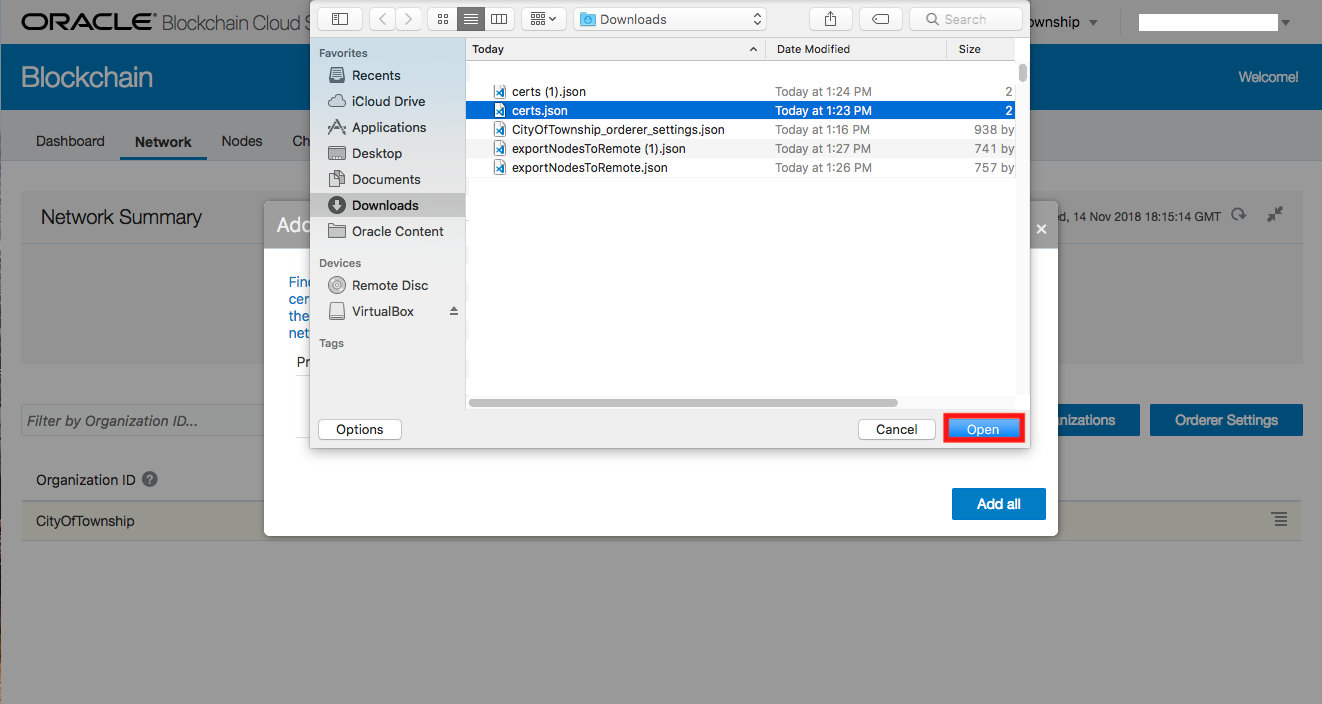 ORACLE® Blockchain Cloud S
ownship
Blockchain
Welcome!
Dashboard Network Nodes Ch
Network Summary
d, 14 Nov 2018 18:15:14 GMT
Downloads
Search
Favorites
Recents
iCloud Drive
Applications
Desktop
Documents
Downloads
Oracle Content
Devices
Remote Disc
VirtualBox
Tags
Today Date Modified Size
certs (1).json Today at 1:24 PM 2
certs.json Today at 1:23 PM 2
CityOfTownship_orderer_settings.json Today at 1:16 PM 938 by
exportNodesToRemote (1).json Today at 1:27 PM 741 by
exportNodesToRemote.json Today at 1:26 PM 757 by
Options Cancel Open
Add
×
Fin
cer
the
net
Pr
Add all
Filter by Organization ID...
nizations
Orderer Settings
Organization ID ?
CityOfTownship